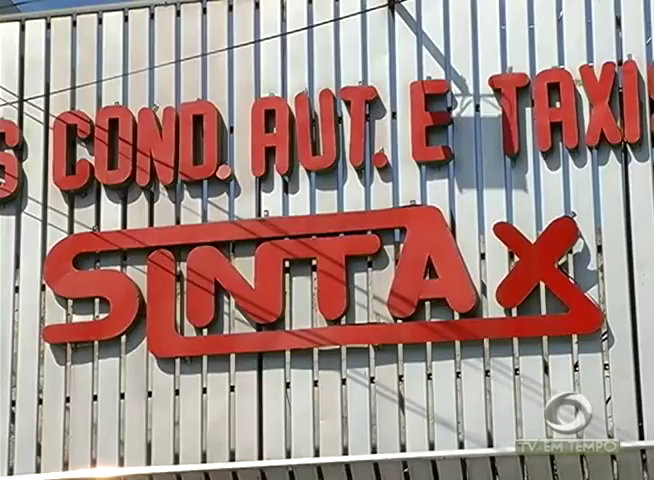 S COND. AUT. E TAXIS
SINTAX
TV EM TEMPO